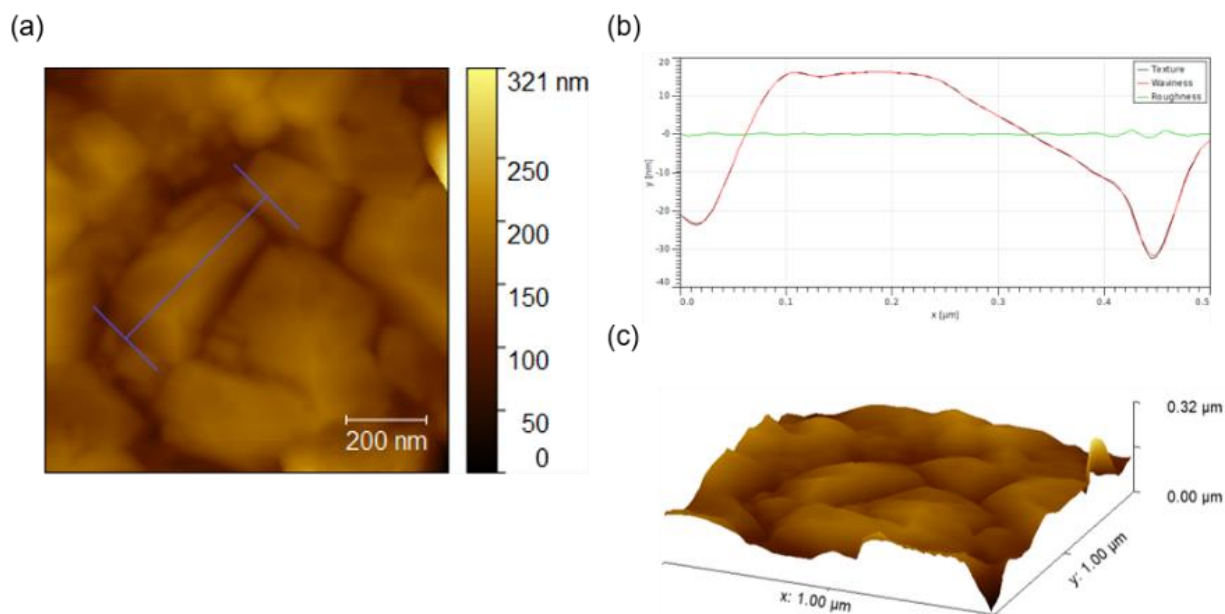 (a)
321 nm
250
200
150
100
50
0
200 nm
(b)
20
10
-0
-10
-20
-30
-40
y [nm]
Texture
Waviness
Roughness
0.0 0.1 0.2 0.3 0.4 0.5
x [µm]
(c)
0.32 µm
0.00 µm
y: 1.00 µm
x: 1.00 µm